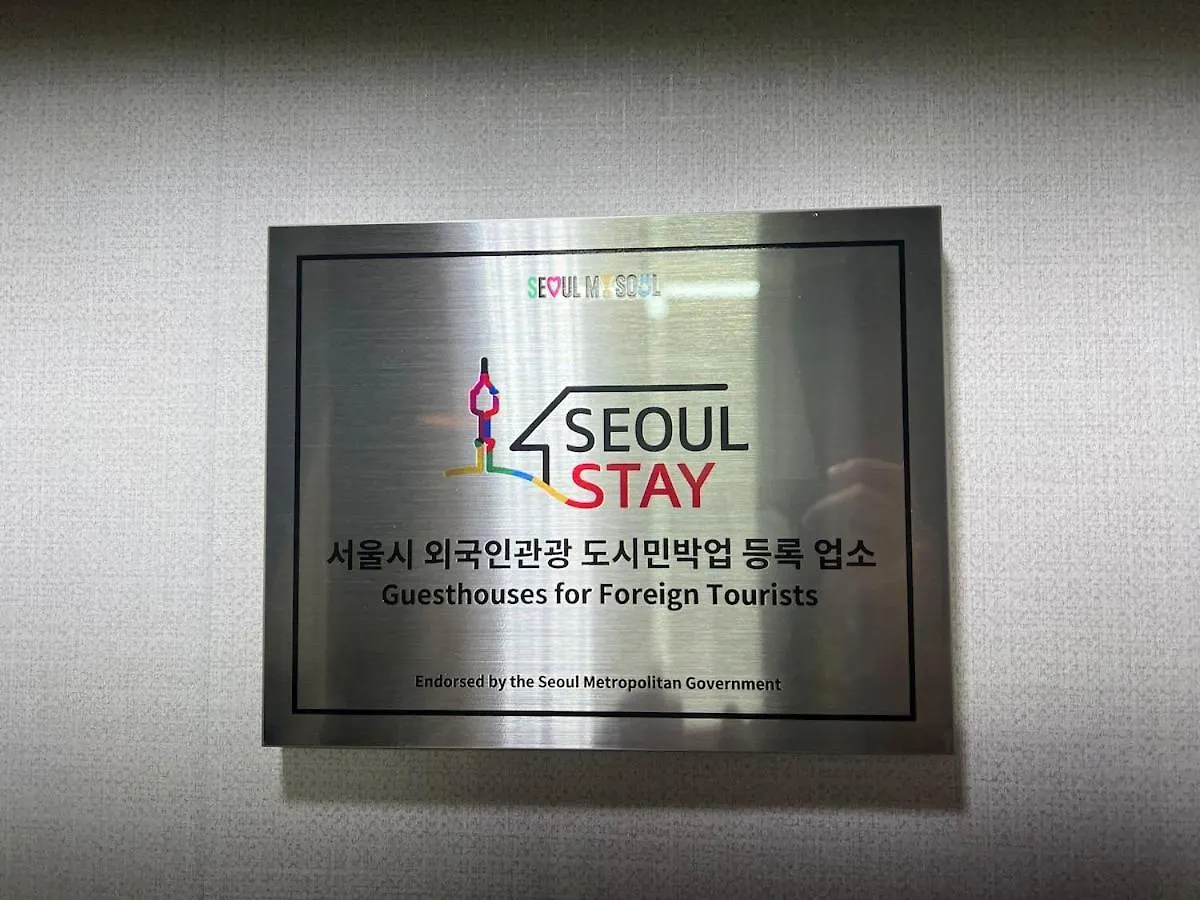 SEOUL MY SOUL
SEOUL
STAY
서울시 외국인관광 도시민박업 등록 업소
Guesthouses for Foreign Tourists
Endorsed by the Seoul Metropolitan Government